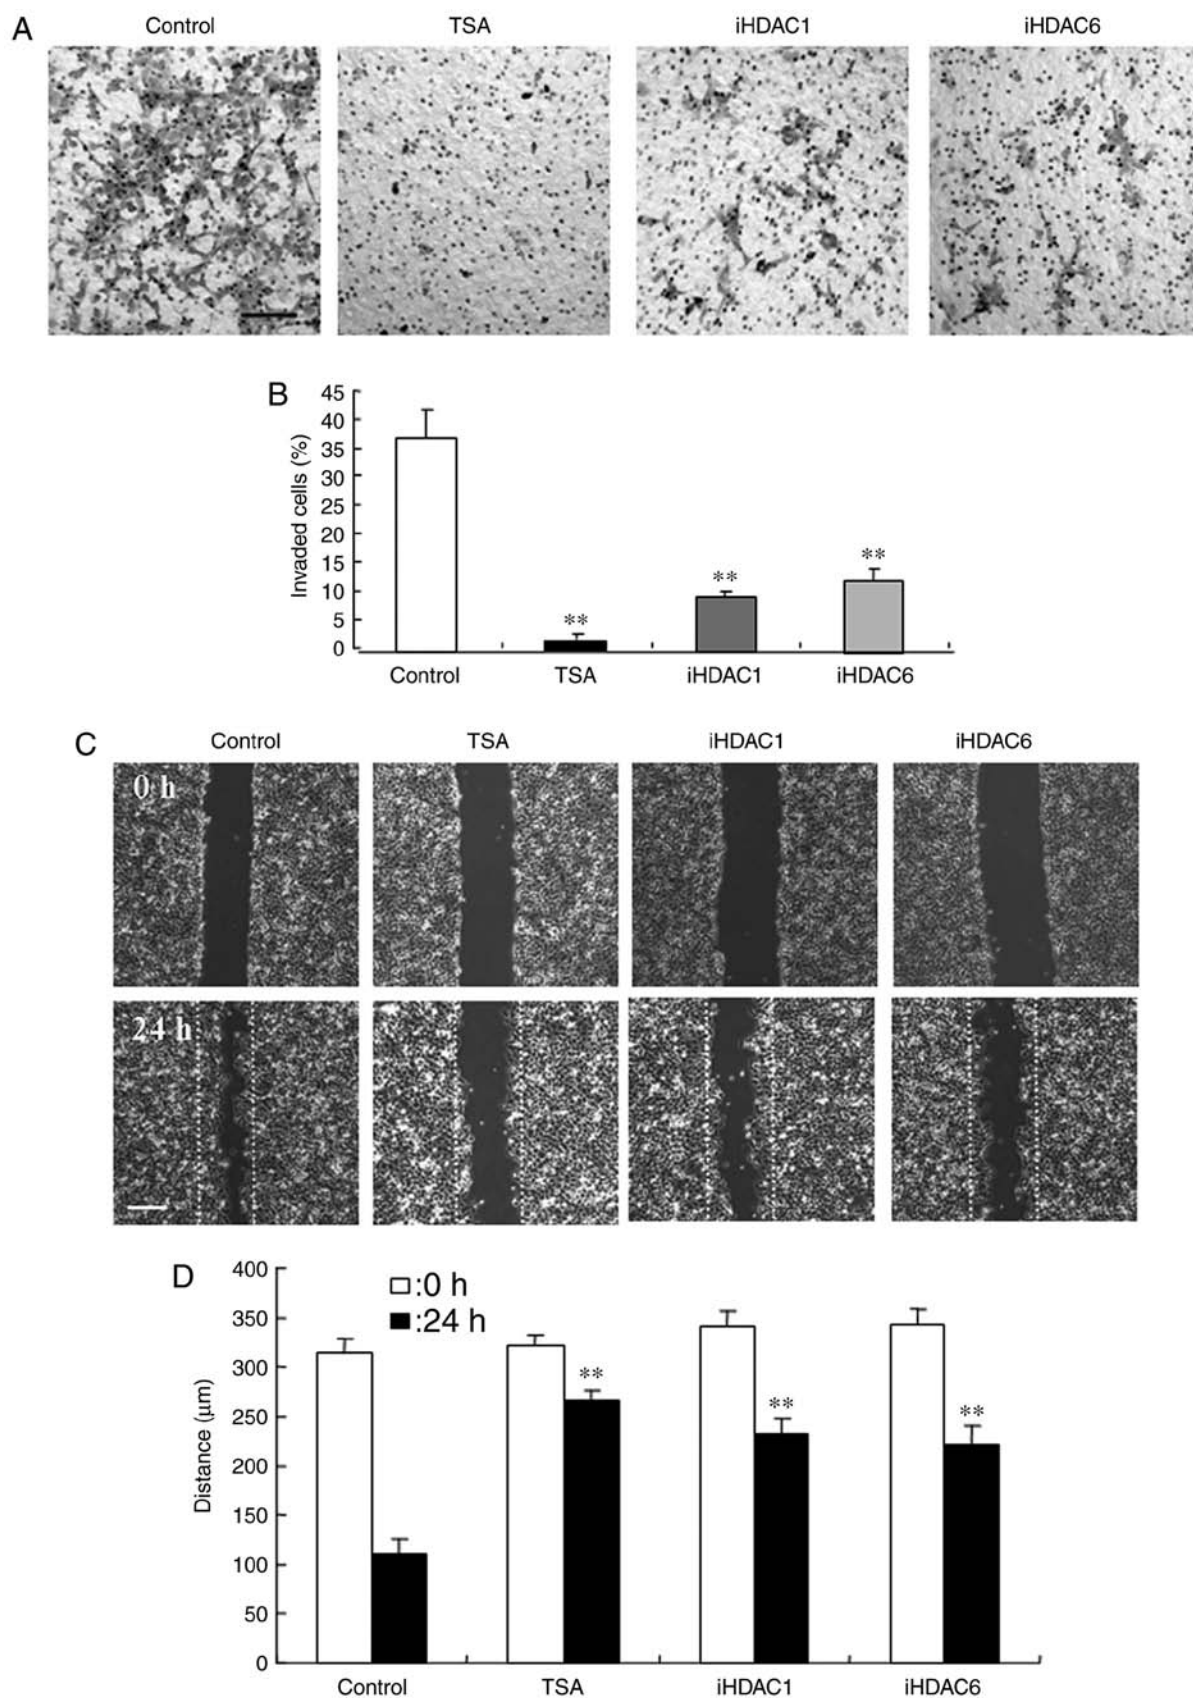 A
Control TSA iHDAC1 iHDAC6
B
Invaded cells (%)
45
40
35
30
25
20
15
10
5
0
**
**
**
Control TSA iHDAC1 iHDAC6
C
Control TSA iHDAC1 iHDAC6
0 h
24 h
D
Distance (μm)
400
350
300
250
200
150
100
50
0
:0 h
:24 h
**
**
**
Control TSA iHDAC1 iHDAC6